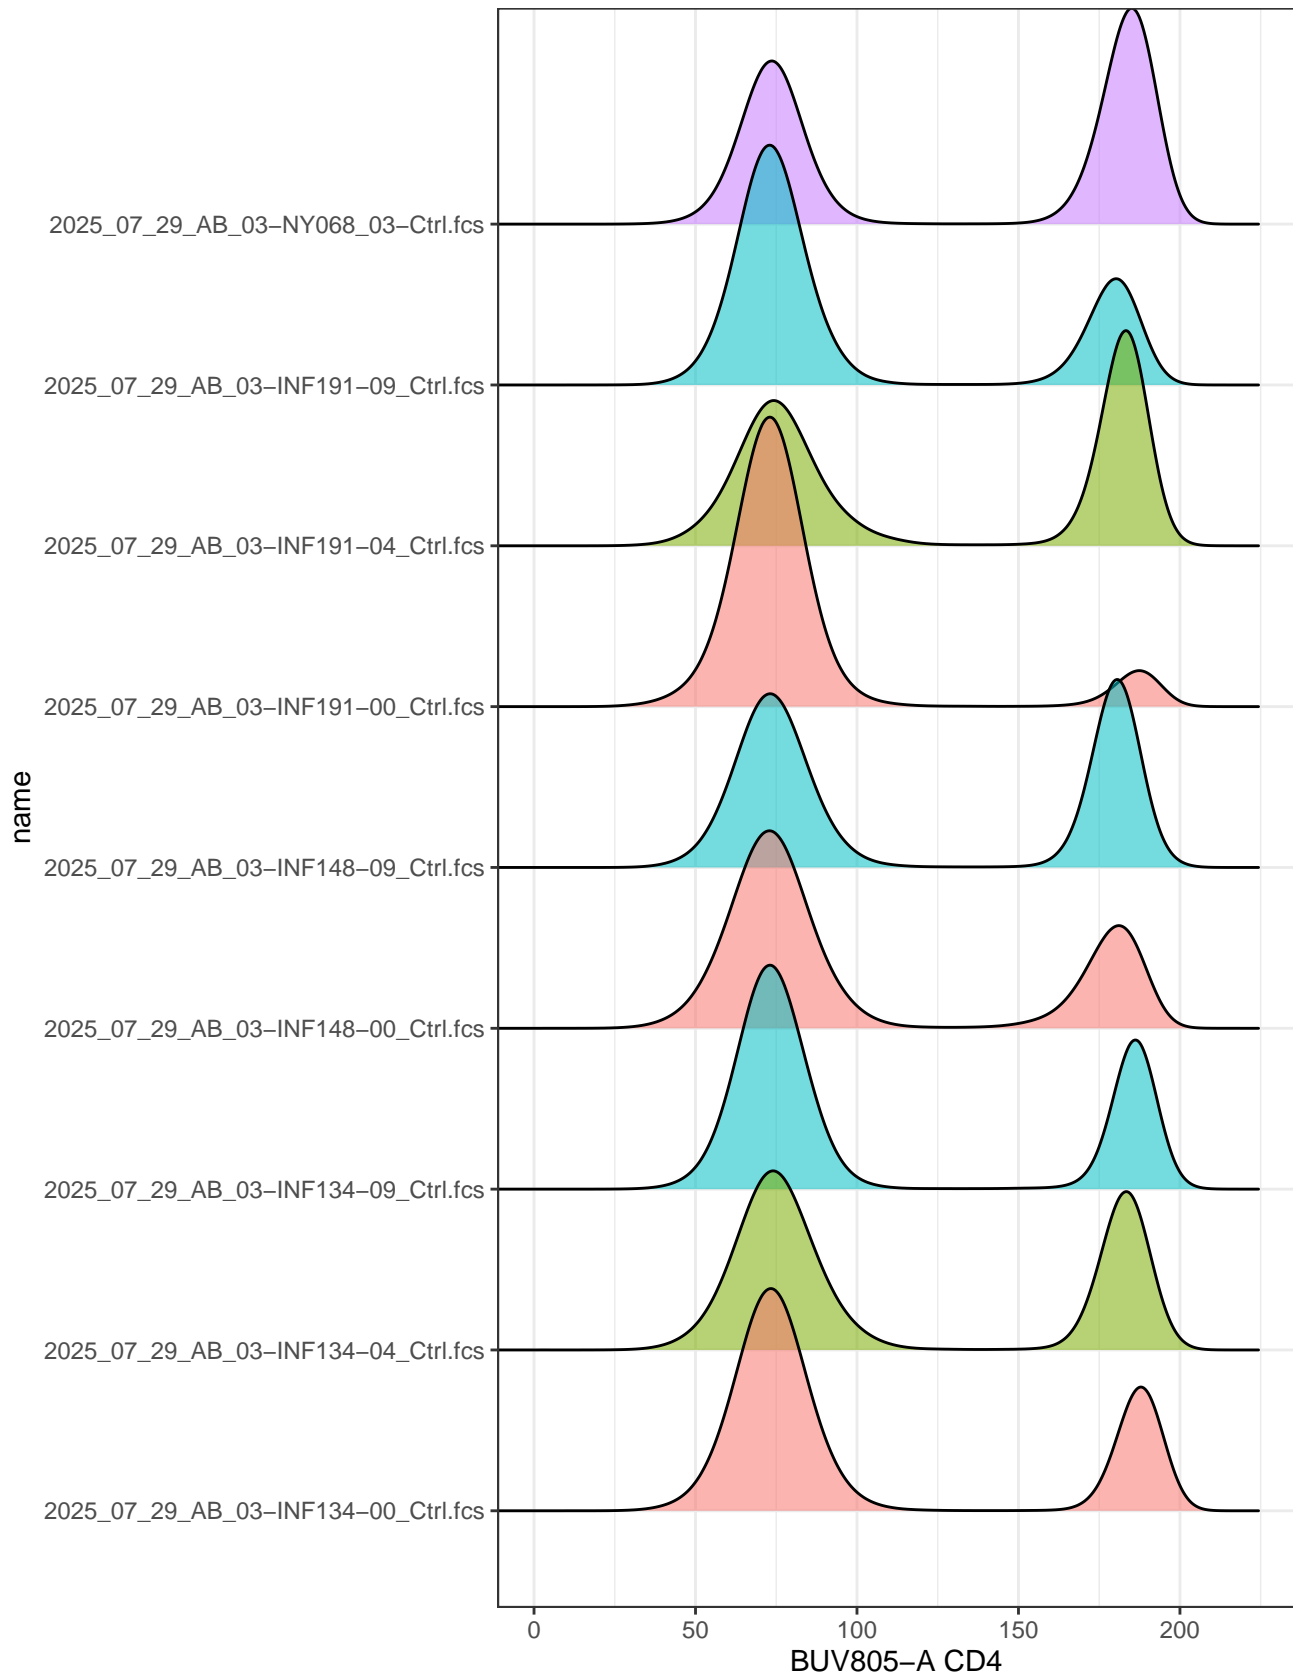 2025_07_29_AB_03−NY068_03−Ctrl.fcs
2025_07_29_AB_03−INF191−09_Ctrl.fcs
2025_07_29_AB_03−INF191−04_Ctrl.fcs
2025_07_29_AB_03−INF191−00_Ctrl.fcs
name
2025_07_29_AB_03−INF148−09_Ctrl.fcs
2025_07_29_AB_03−INF148−00_Ctrl.fcs
2025_07_29_AB_03−INF134−09_Ctrl.fcs
2025_07_29_AB_03−INF134−04_Ctrl.fcs
2025_07_29_AB_03−INF134−00_Ctrl.fcs
0 50 100 150 200
BUV805−A CD4